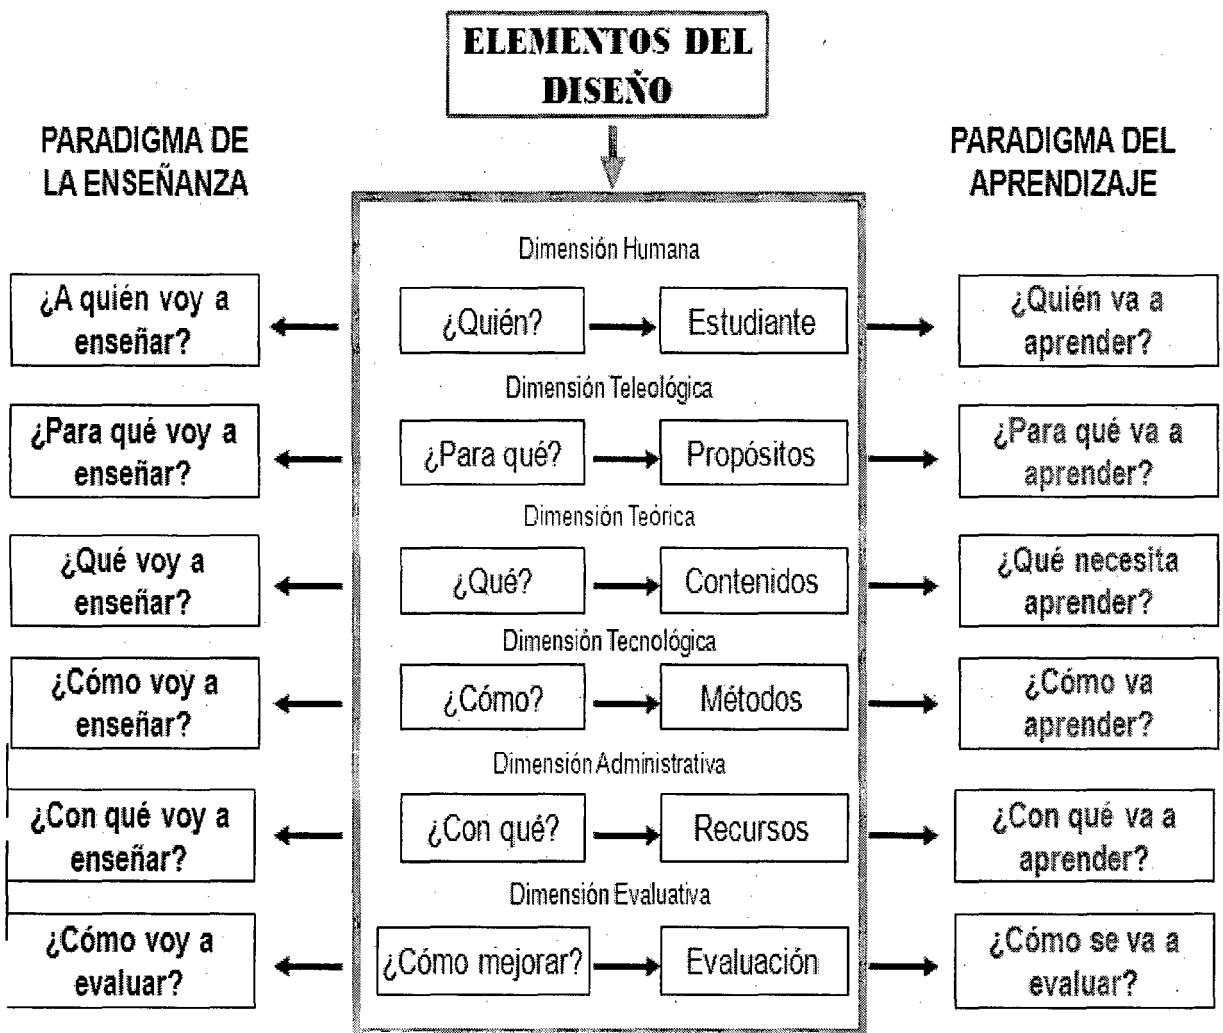 ELEMENTOS DEL
DISEÑO
PARADIGMA DE
LA ENSEÑANZA
PARADIGMA DEL
APRENDIZAJE
Dimensión Humana
¿A quién voy a
enseñar?
¿Quién?
Estudiante
¿Quién va a
aprender?
Dimensión Teleológica
¿Para qué voy a
enseñar?
¿Para qué?
Propósitos
¿Para qué va a
aprender?
Dimensión Teórica
¿Qué voy a
enseñar?
¿Qué?
Contenidos
¿Qué necesita
aprender?
Dimensión Tecnológica
¿Cómo voy a
enseñar?
¿Cómo?
Métodos
¿Cómo va
aprender?
Dimensión Administrativa
¿Con qué voy a
enseñar?
¿Con qué?
Recursos
¿Con qué va a
aprender?
Dimensión Evaluativa
¿Cómo voy a
evaluar?
¿Cómo mejorar?
Evaluación
¿Cómo se va a
evaluar?